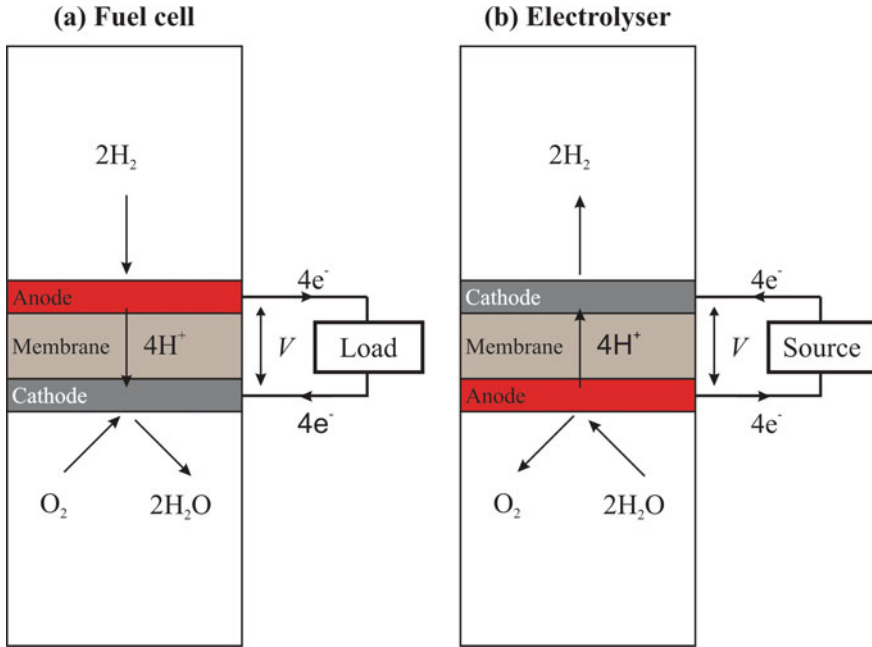 (a) Fuel cell
2H₂
Anode
4e⁻
Membrane
4H⁺
V
Load
Cathode
4e⁻
O₂
2H₂O
(b) Electrolyser
2H₂
Cathode
4e⁻
Membrane
4H⁺
V
Source
Anode
4e⁻
O₂
2H₂O